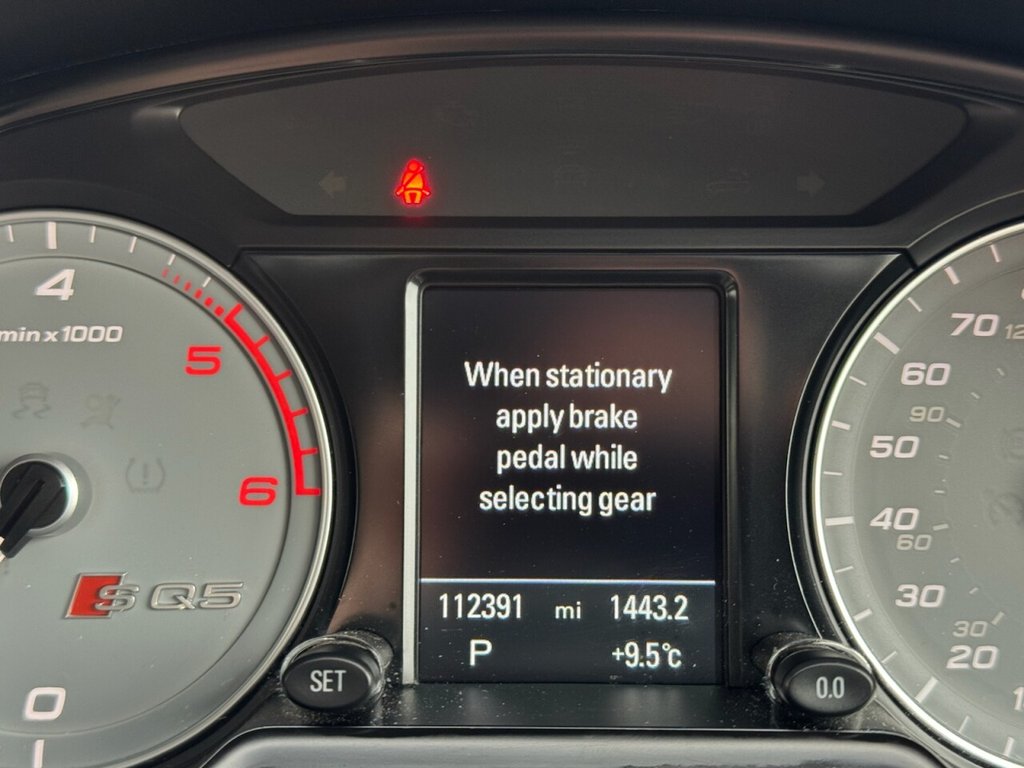 4
min x 1000
5
6
S SQ5
0
When stationary
apply brake
pedal while
selecting gear
112391 mi 1443.2
P +9.5°c
SET
0.0
70
60
90
50
40
60
30
30
20